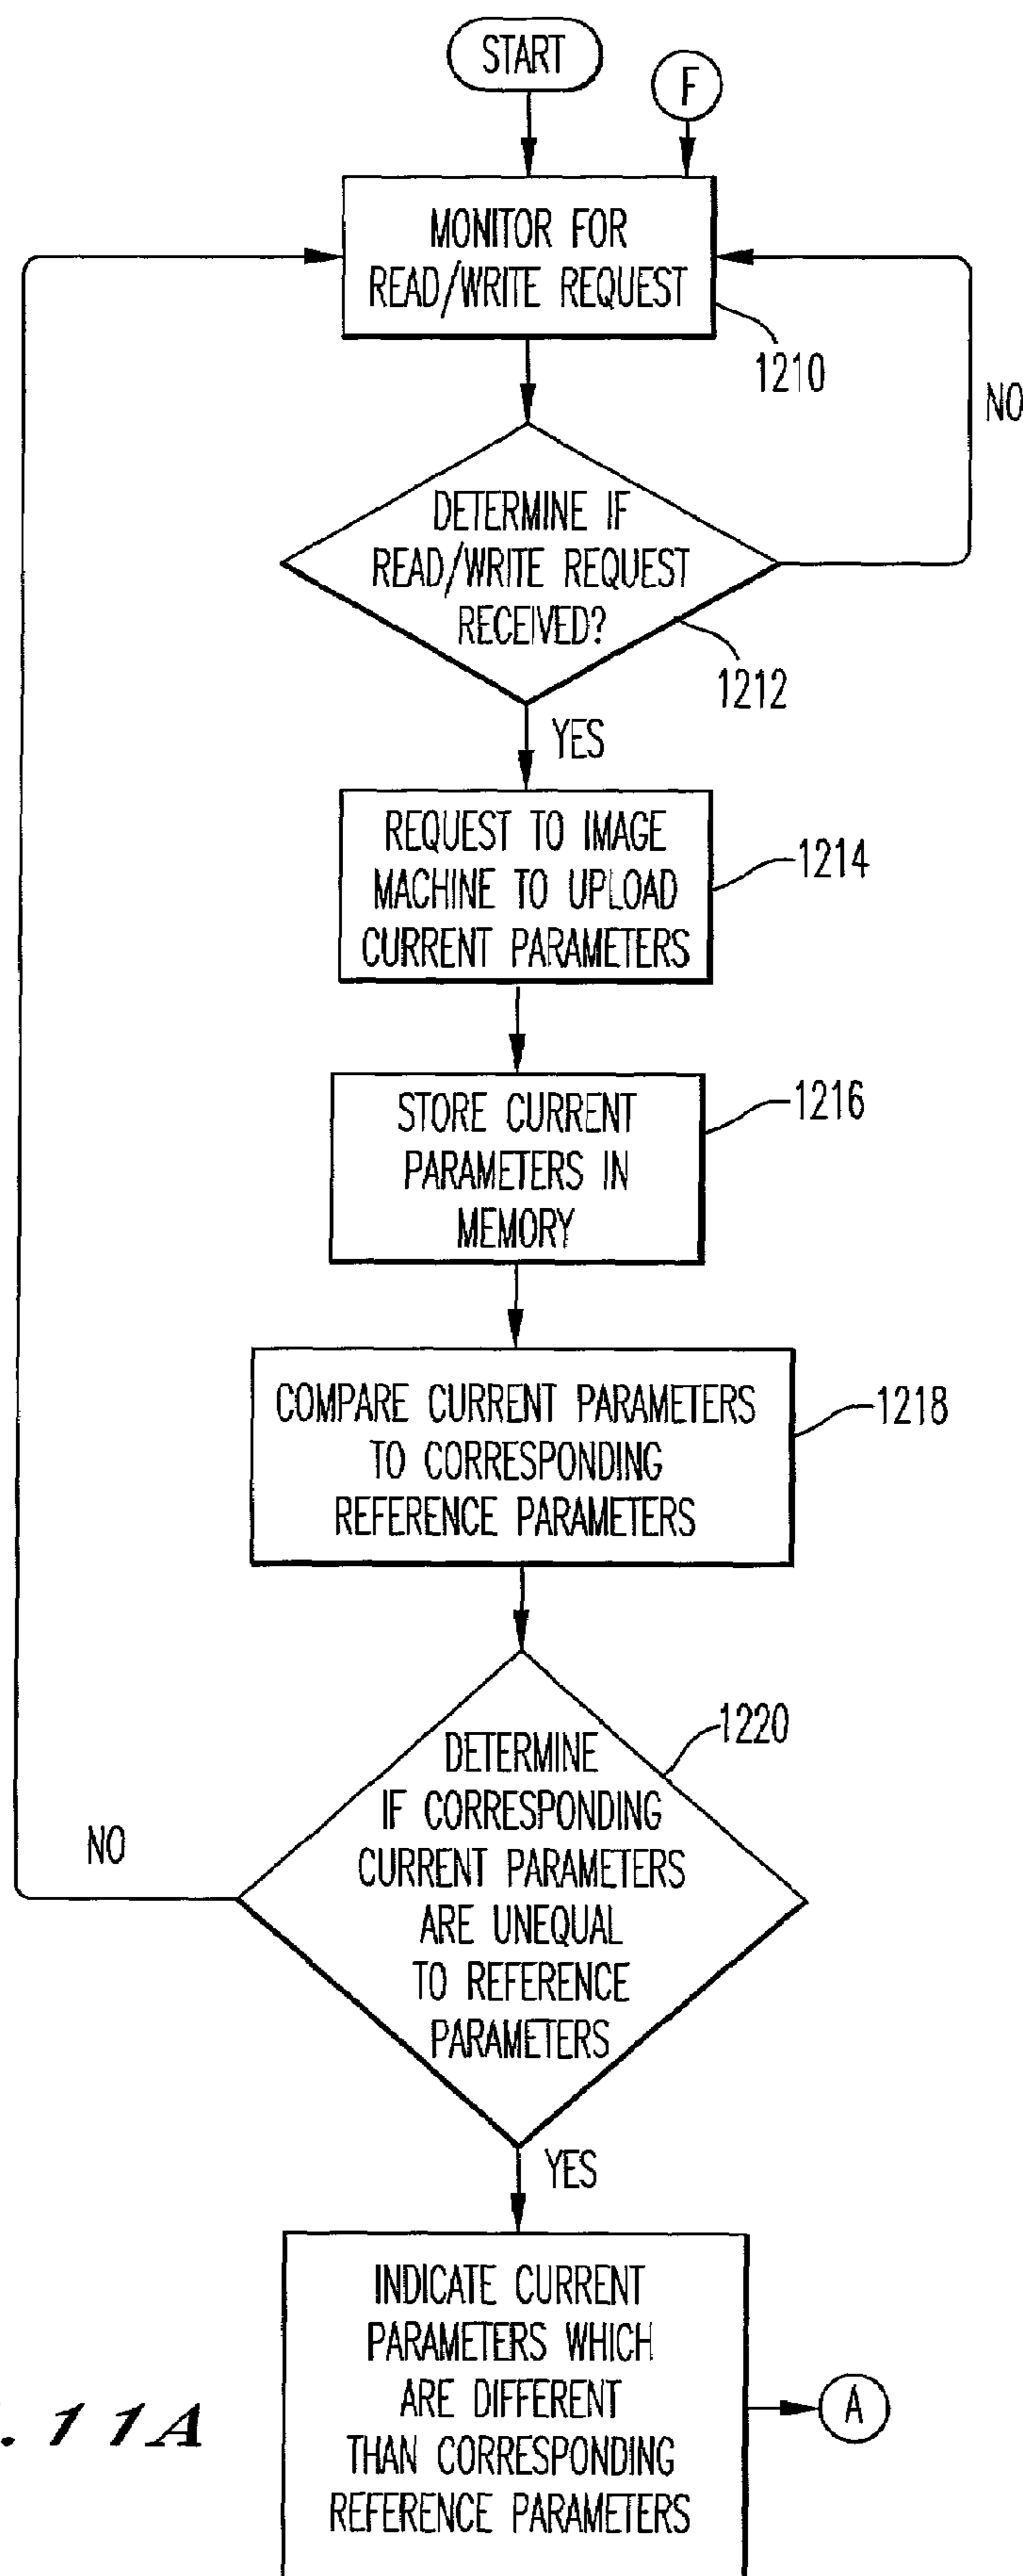 START
F
MONITOR FOR
READ/WRITE REQUEST
1210
NO
DETERMINE IF
READ/WRITE REQUEST
RECEIVED?
1212
YES
REQUEST TO IMAGE
MACHINE TO UPLOAD
CURRENT PARAMETERS
1214
STORE CURRENT
PARAMETERS IN
MEMORY
1216
COMPARE CURRENT PARAMETERS
TO CORRESPONDING
REFERENCE PARAMETERS
1218
DETERMINE
IF CORRESPONDING
CURRENT PARAMETERS
ARE UNEQUAL
TO REFERENCE
PARAMETERS
1220
NO
YES
INDICATE CURRENT
PARAMETERS WHICH
ARE DIFFERENT
THAN CORRESPONDING
REFERENCE PARAMETERS
A
. 11A